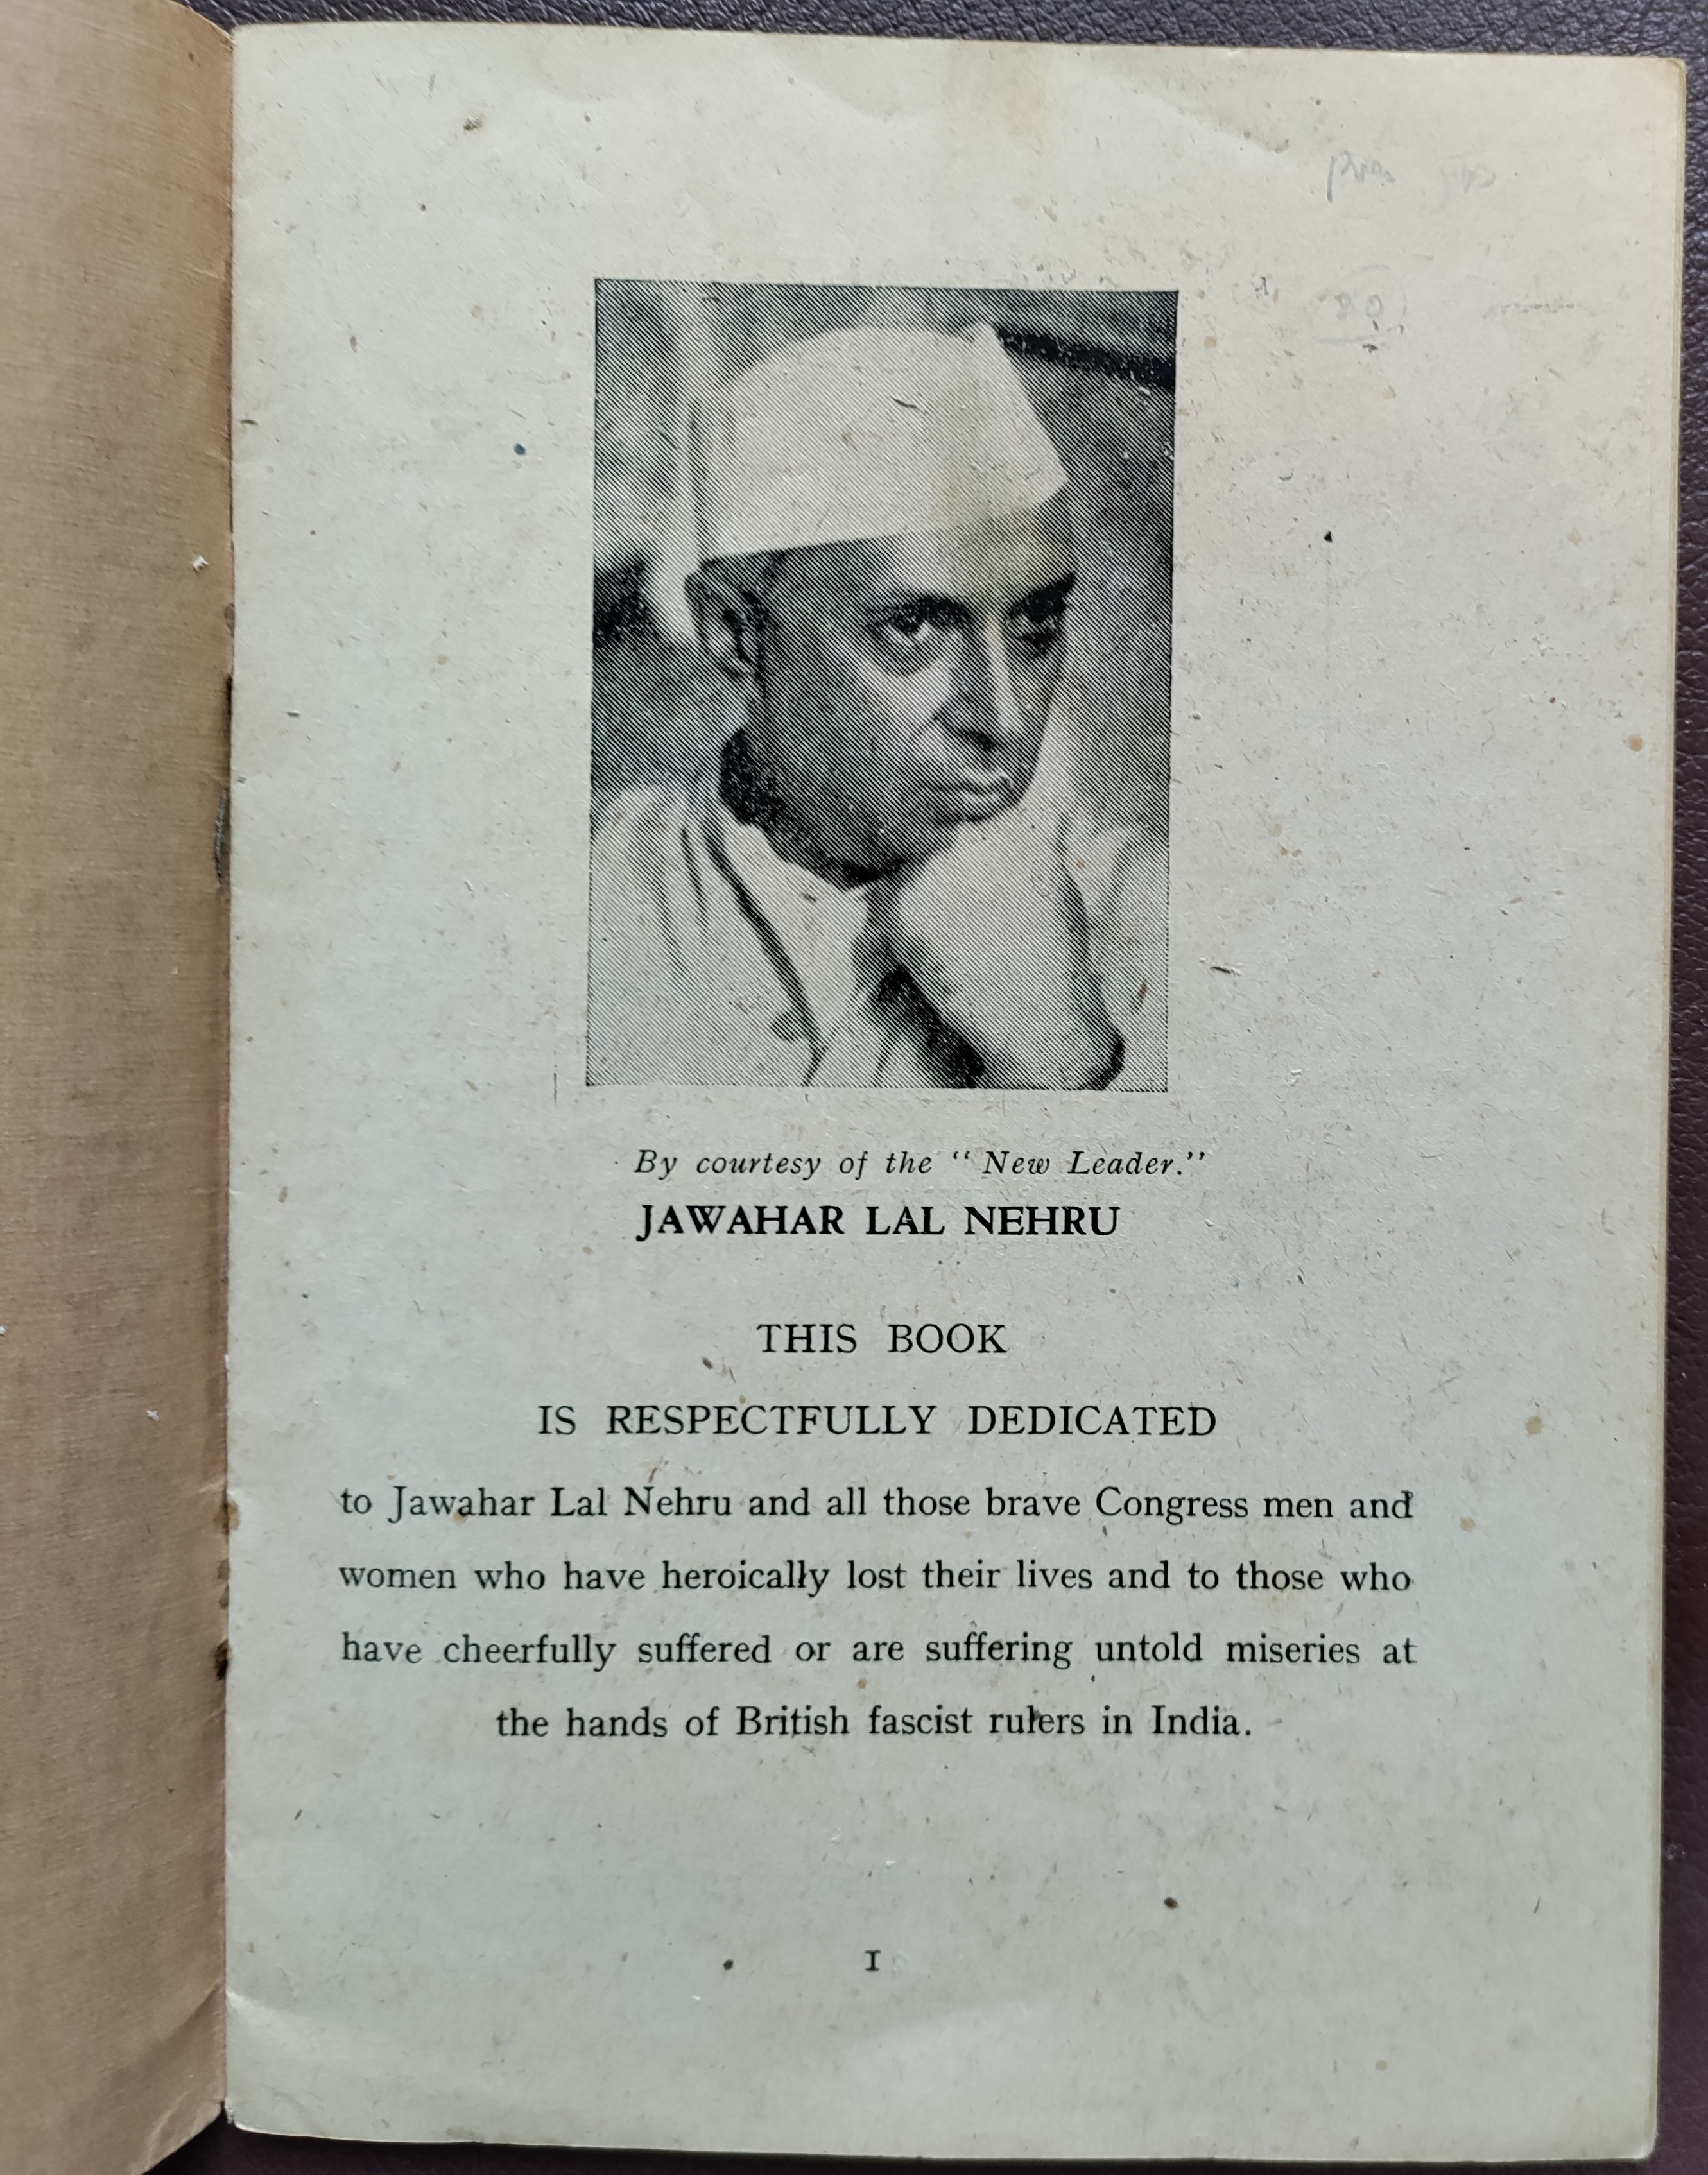 80
By courtesy of the “ New Leader.”
JAWAHAR LAL NEHRU
THIS BOOK
IS RESPECTFULLY DEDICATED
to Jawahar Lal Nehru and all those brave Congress men and
women who have heroically lost their lives and to those who
have cheerfully suffered or are suffering untold miseries at
the hands of British fascist rulers in India.
I